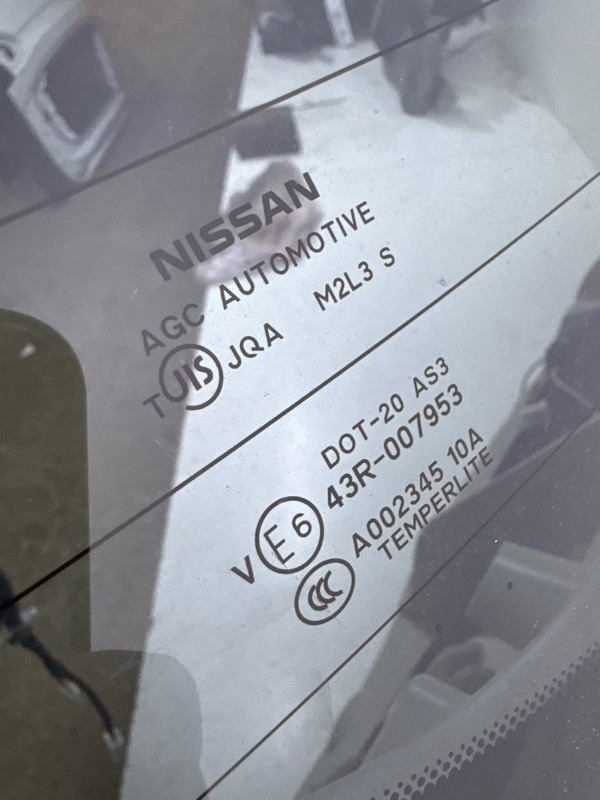 NISSAN
AGC AUTOMOTIVE
T JIS JQA M2L3 S
DOT-20 AS3
V E6 43R-007953
CCC A002345 10A
TEMPERLITE